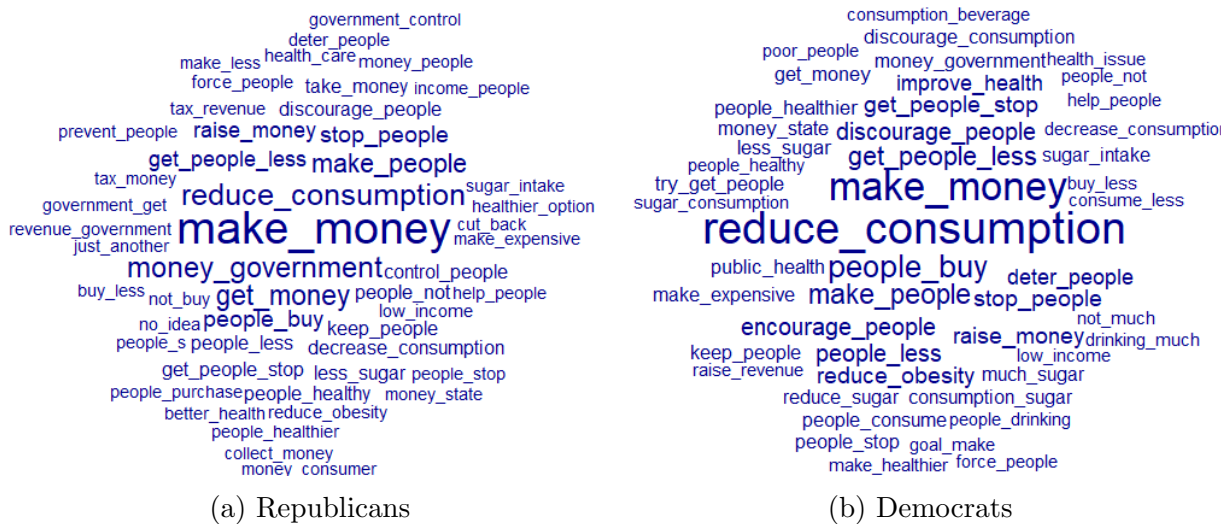 government_control
deter_people
make_less health_care money_people
force_people take_money income_people
tax_revenue discourage_people
prevent_people raise_money stop_people
get_people_less make_people
tax_money
reduce_consumption sugar_intake
government_get healthier_option
revenue_government make_money cut_back
just_another make_expensive
money_government control_people
buy_less not_buy get_money people_not help_people
low_income
no_idea people_buy keep_people
people_s people_less decrease_consumption
get_people_stop less_sugar people_stop
people_purchase people_healthy money_state
better_health reduce_obesity
people_healthier
collect_money
money_consumer
(a) Republicans
consumption_beverage
discourage_consumption
poor_people money_government health_issue
get_money improve_health people_not
people_healthier get_people_stop help_people
money_state discourage_people decrease_consumption
less_sugar get_people_less sugar_intake
people_healthy
try_get_people make_money buy_less
sugar_consumption consume_less
reduce_consumption
public_health people_buy deter_people
make_expensive make_people stop_people
not_much
encourage_people raise_money drinking_much
keep_people people_less low_income
raise_revenue reduce_obesity much_sugar
reduce_sugar consumption_sugar
people_consume people_drinking
people_stop goal_make
make_healthier force_people
(b) Democrats